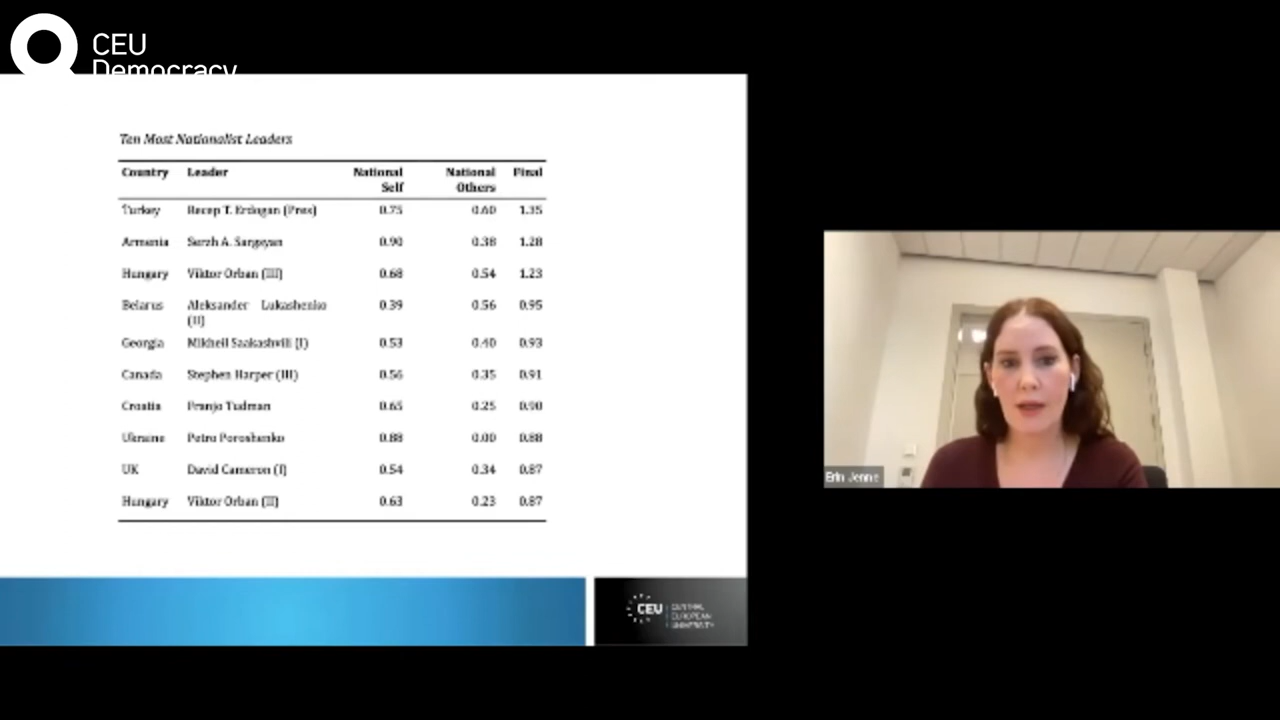 CEU
Democracy
Ten Most Nationalist Leaders
Country Leader National Self National Others Final
Turkey Recep T. Erdogan (Pres) 0.75 0.60 1.35
Armenia Serzh A. Sargsyan 0.90 0.38 1.28
Hungary Viktor Orban (III) 0.68 0.54 1.23
Belarus Aleksander Lukashenko (II) 0.39 0.56 0.95
Georgia Mikheil Saakashvili (I) 0.53 0.40 0.93
Canada Stephen Harper (III) 0.56 0.35 0.91
Croatia Franjo Tudman 0.65 0.25 0.90
Ukraine Petro Poroshenko 0.88 0.00 0.88
UK David Cameron (I) 0.54 0.34 0.87
Hungary Viktor Orban (II) 0.63 0.23 0.87
Erin Jenne
CEU
CENTRAL
EUROPEAN
UNIVERSITY